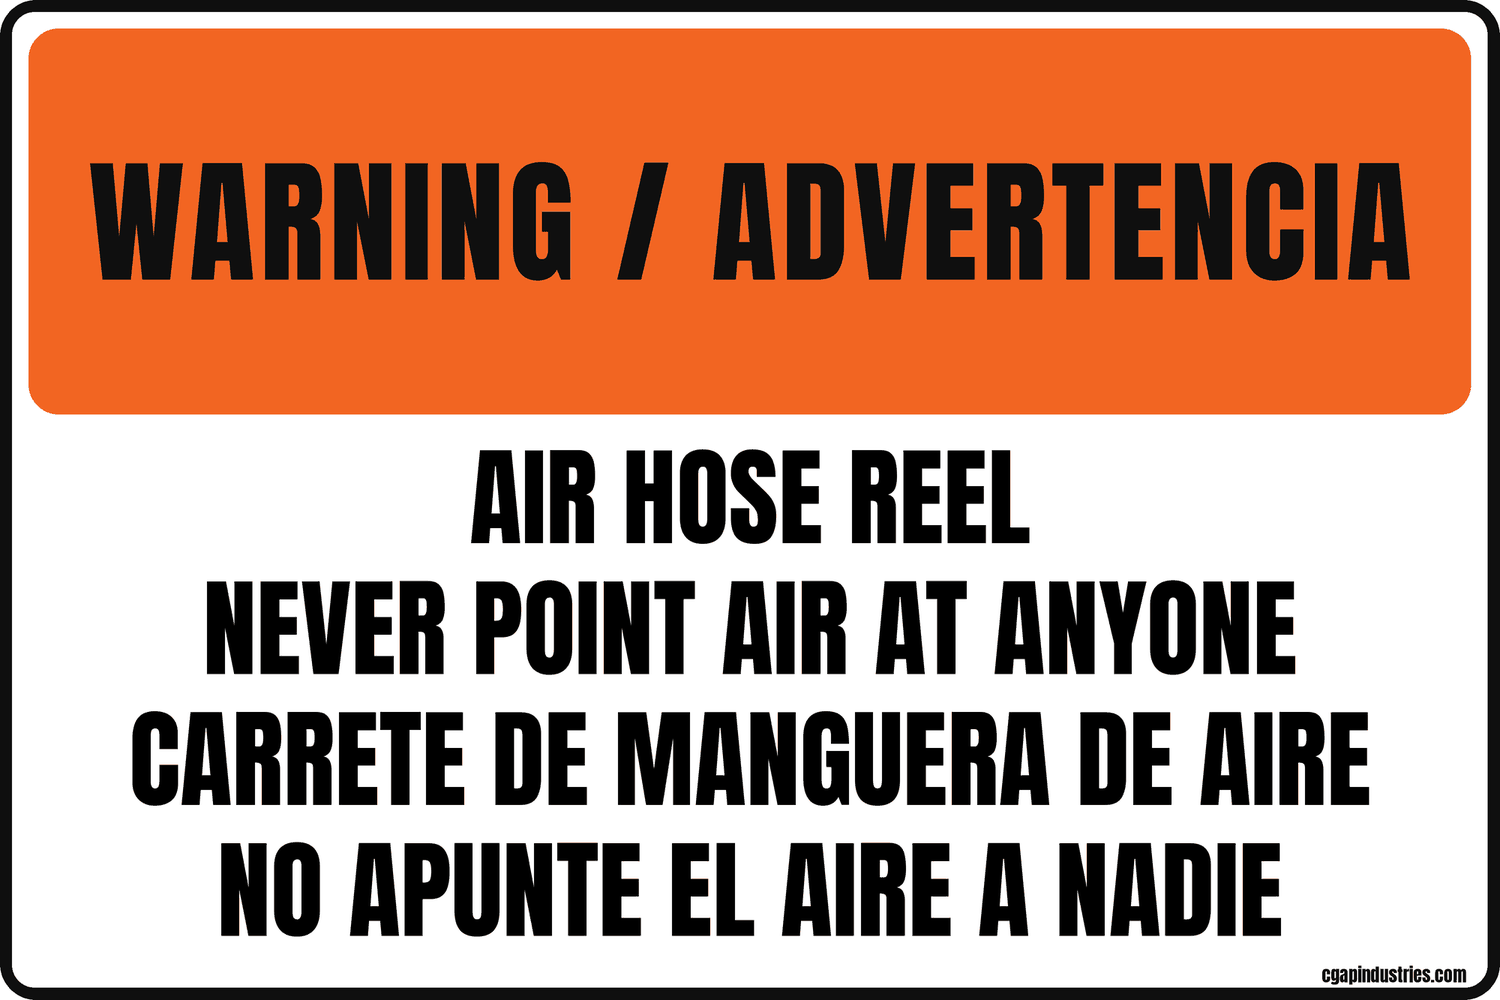 WARNING / ADVERTENCIA
AIR HOSE REEL
NEVER POINT AIR AT ANYONE
CARRETE DE MANGUERA DE AIRE
NO APUNTE EL AIRE A NADIE
cgapindustries.com